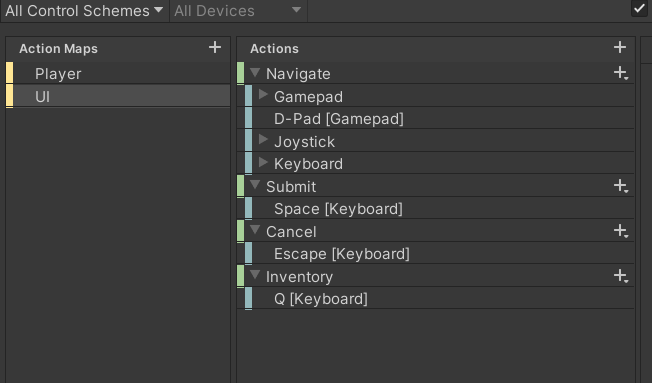 All Control Schemes All Devices
Action Maps
Player
UI
Actions
Navigate
Gamepad
D-Pad [Gamepad]
Joystick
Keyboard
Submit
Space [Keyboard]
Cancel
Escape [Keyboard]
Inventory
Q [Keyboard]